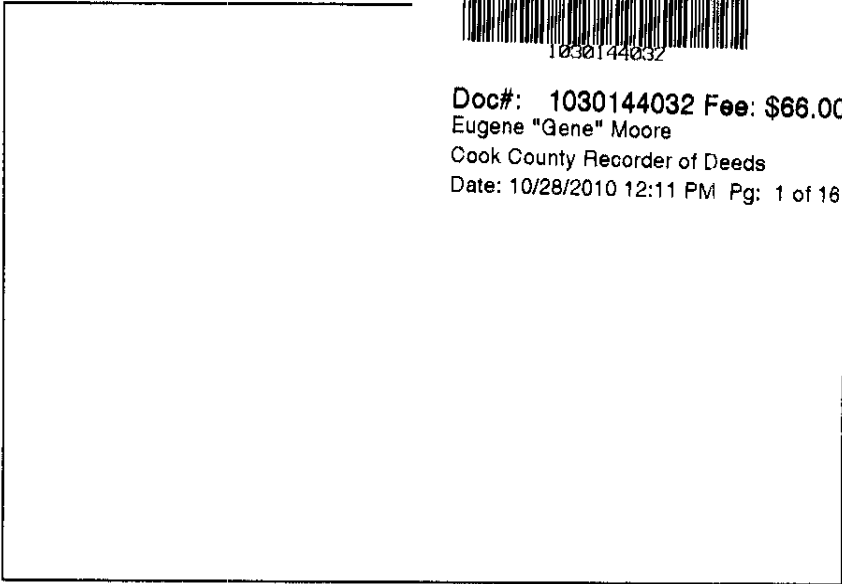 1030144032
Doc#: 1030144032 Fee: $66.00
Eugene "Gene" Moore
Cook County Recorder of Deeds
Date: 10/28/2010 12:11 PM Pg: 1 of 16